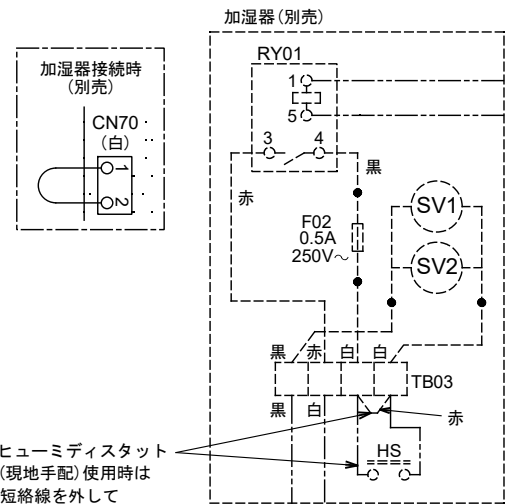 加湿器(別売)
加湿器接続時
(別売)
CN70
(白)
1
2
RY01
1
5
3
4
黒
赤
F02
0.5A
250V～
SV1
SV2
黒 赤 白 白
TB03
黒 白
赤
HS
ヒューミディスタット
(現地手配)使用時は
短絡線を外して